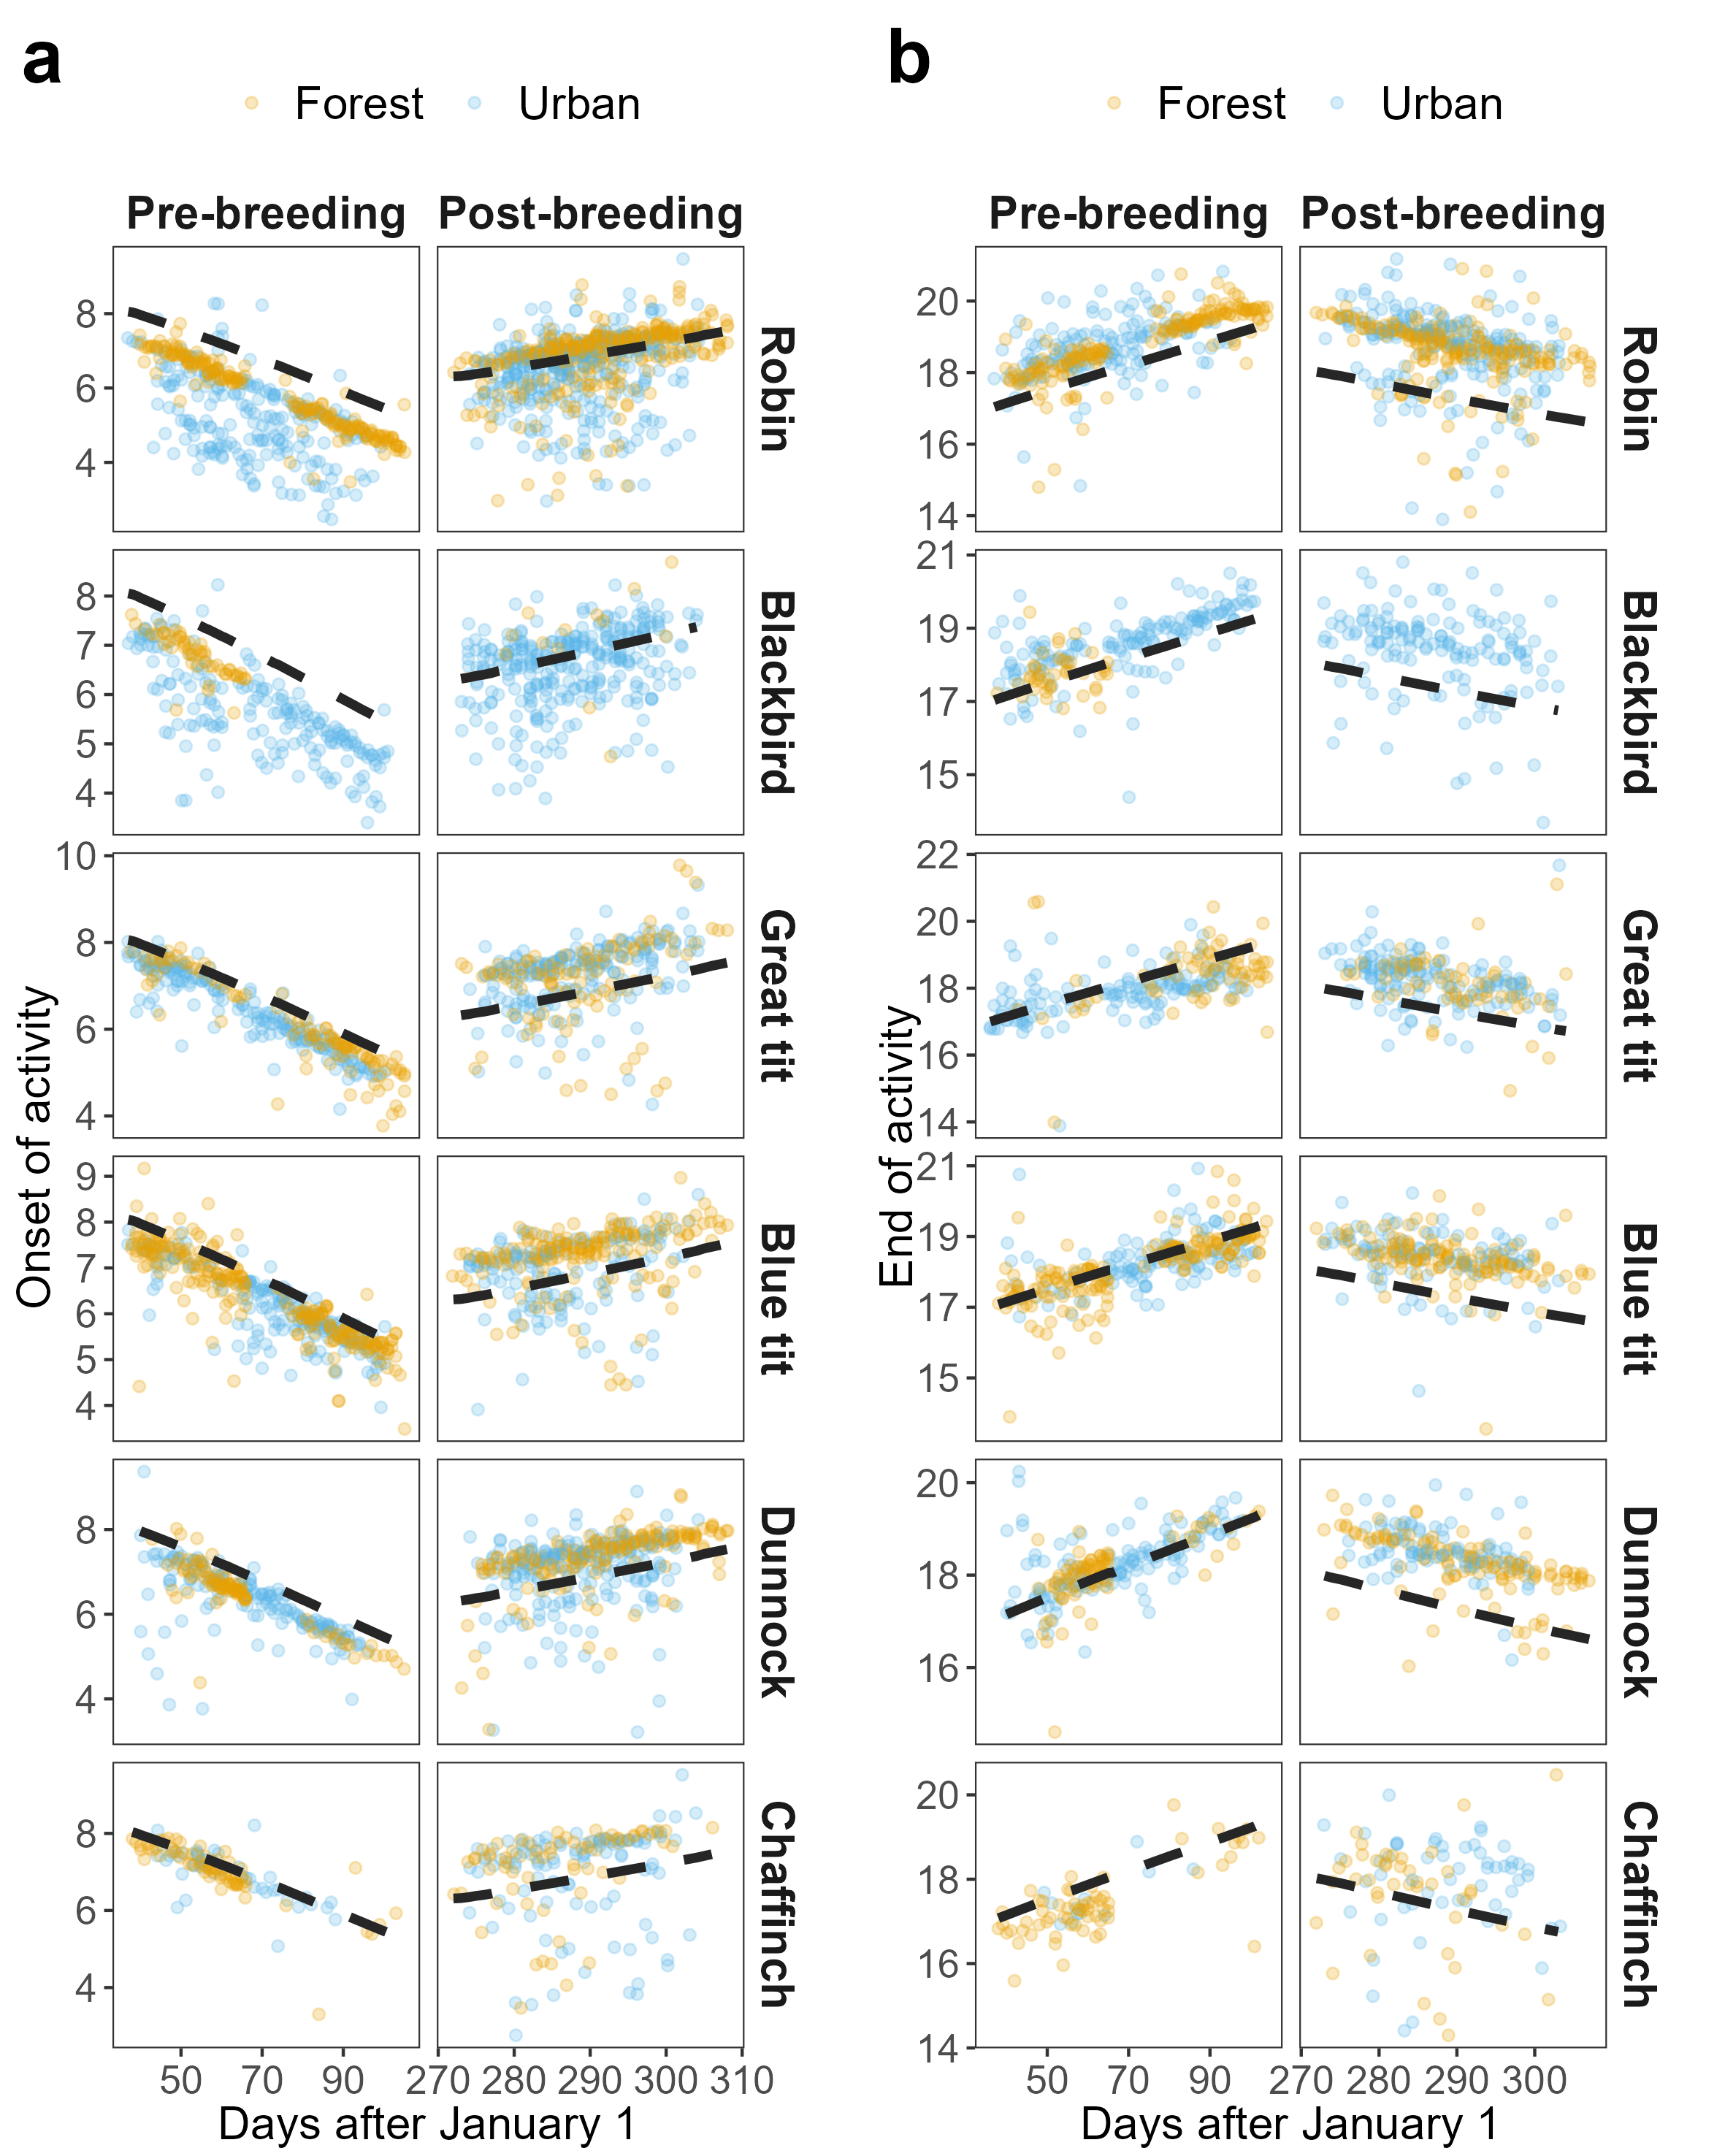 a
Forest Urban
Pre-breeding Post-breeding
8
6
4
Robin
8
7
6
5
4
Blackbird
10
8
6
4
Great tit
9
8
7
6
5
4
Blue tit
8
6
4
Dunnock
8
6
4
Chaffinch
50 70 90 270 280 290 300 310
Onset of activity
Days after January 1
b
Forest Urban
Pre-breeding Post-breeding
20
18
16
14
Robin
21
19
17
15
Blackbird
22
20
18
16
14
Great tit
21
19
17
15
Blue tit
20
18
16
Dunnock
20
18
16
14
Chaffinch
50 70 90 270 280 290 300
End of activity
Days after January 1